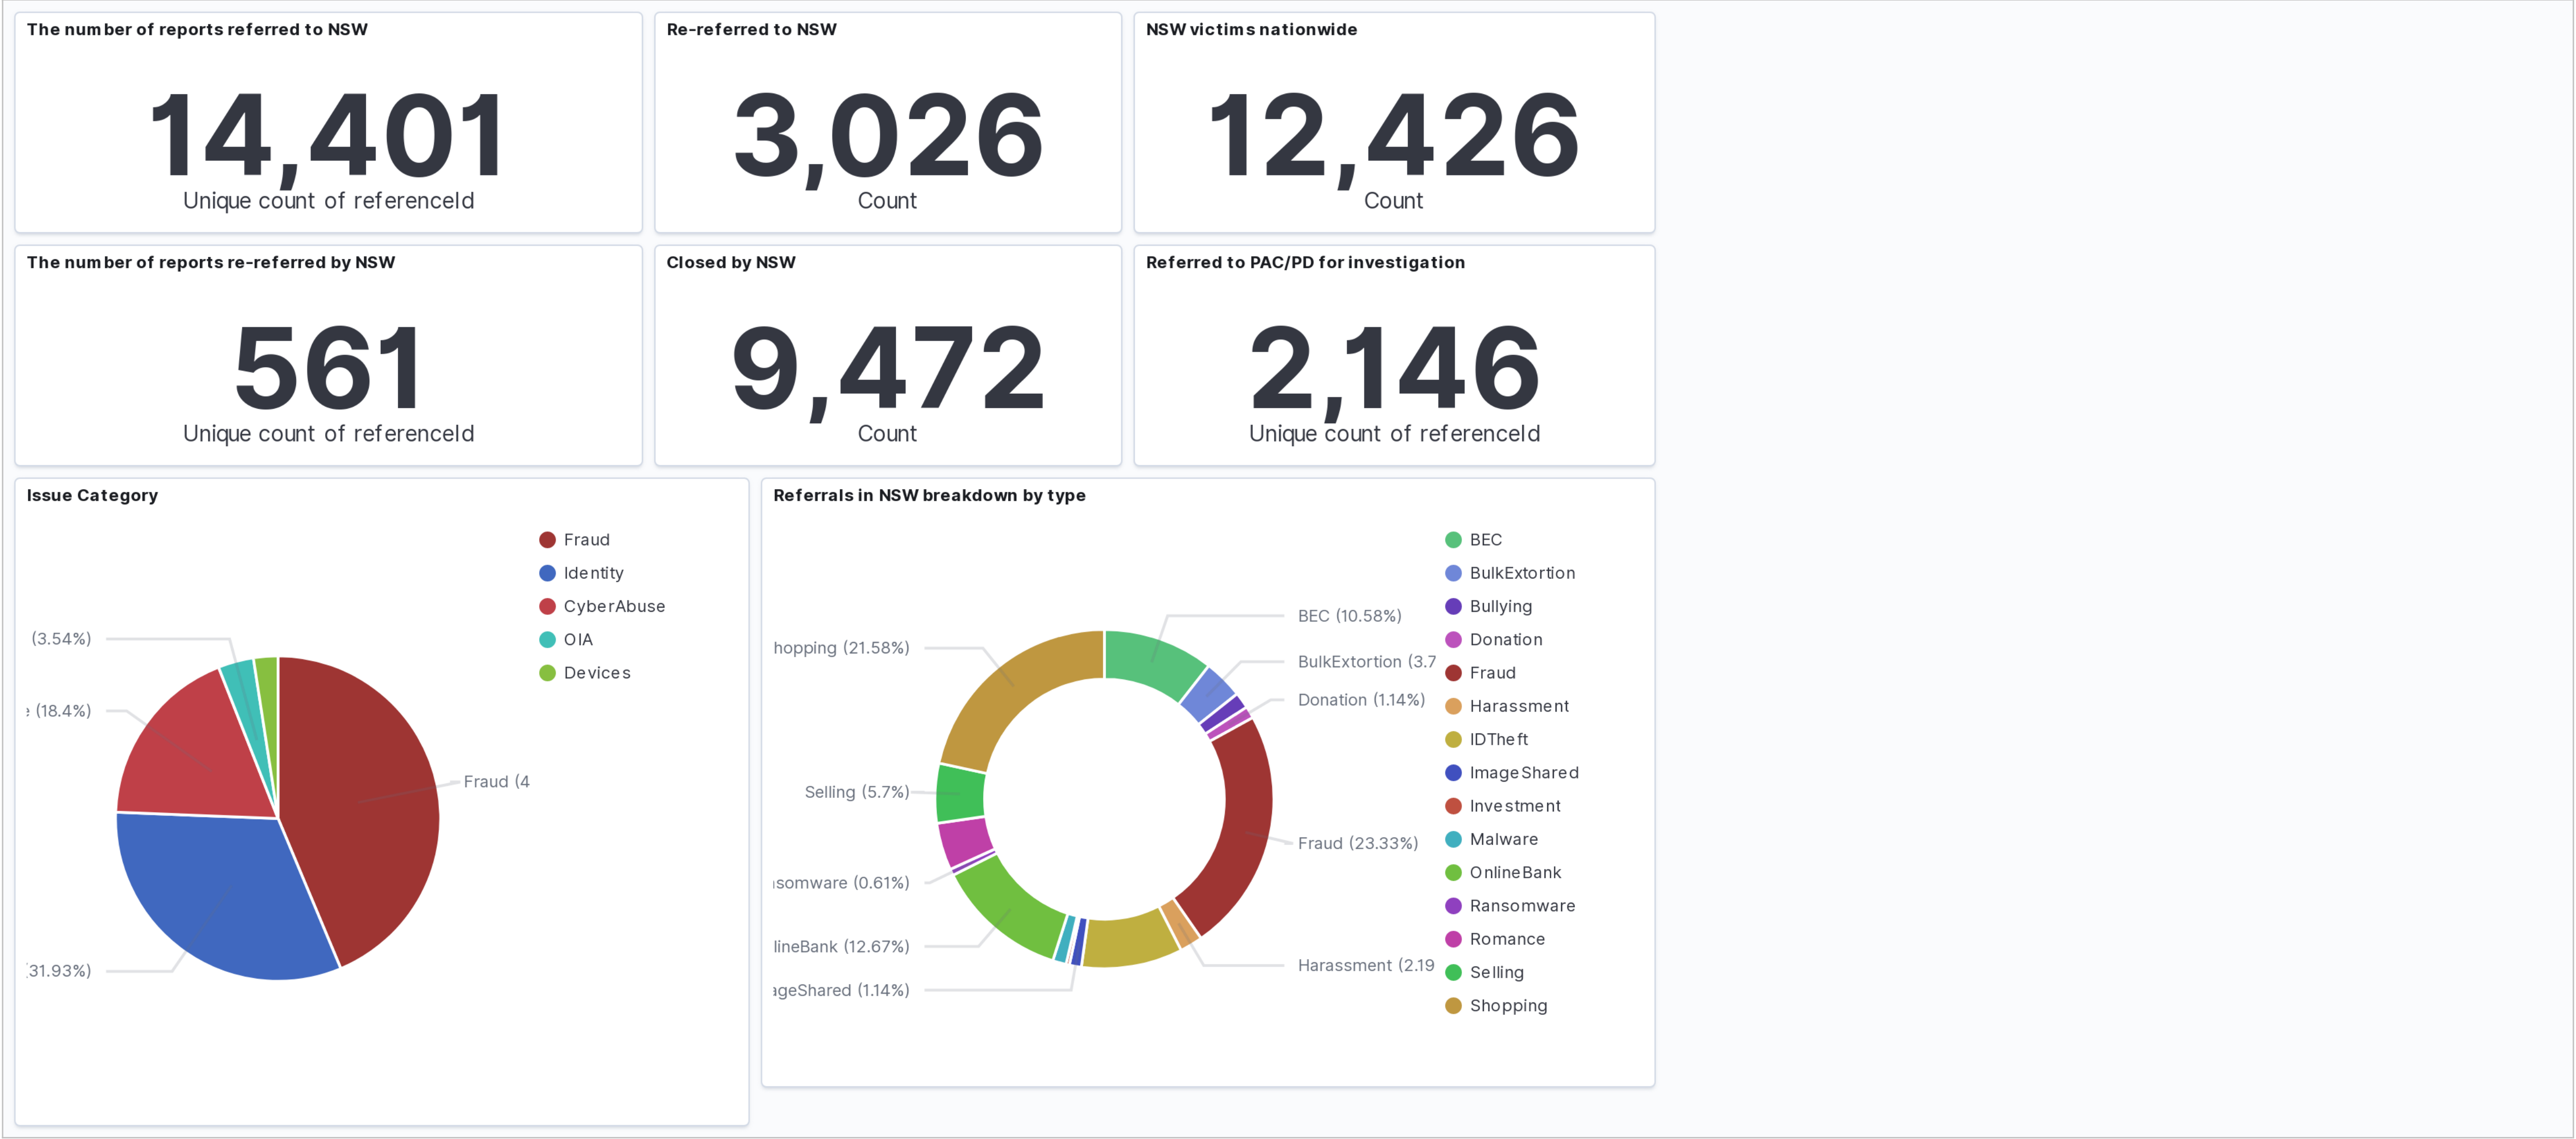 The number of reports referred to NSW
14,401
Unique count of referenceId
Re-referred to NSW
3,026
Count
NSW victims nationwide
12,426
Count
The number of reports re-referred by NSW
561
Unique count of referenceId
Closed by NSW
9,472
Count
Referred to PAC/PD for investigation
2,146
Unique count of referenceId
Issue Category
Fraud
Identity
CyberAbuse
OIA
Devices
(3.54%)
e (18.4%)
Fraud (4
31.93%)
Referrals in NSW breakdown by type
BEC
BulkExtortion
Bullying
Donation
Fraud
Harassment
IDTheft
ImageShared
Investment
Malware
OnlineBank
Ransomware
Romance
Selling
Shopping
BEC (10.58%)
BulkExtortion (3.7
Donation (1.14%)
Fraud (23.33%)
Harassment (2.19
hopping (21.58%)
Selling (5.7%)
nsomware (0.61%)
lineBank (12.67%)
ageShared (1.14%)